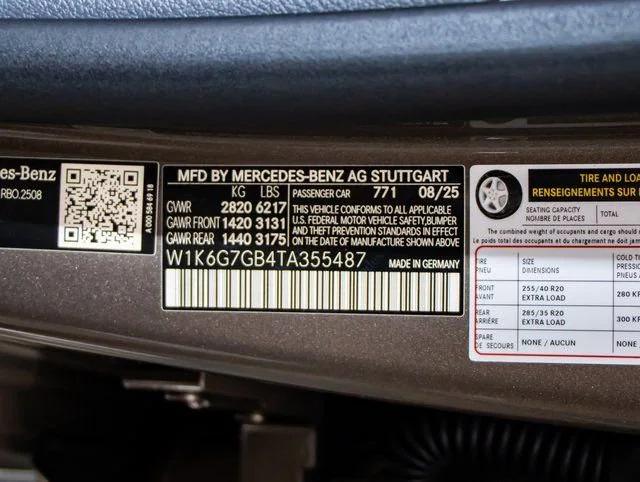 es-Benz
RBO.2508
A 000 584 69 18
MFD BY MERCEDES-BENZ AG STUTTGART
KG LBS
PASSENGER CAR 771 08/25
GVWR 2820 6217
GAWR FRONT 1420 3131
GAWR REAR 1440 3175
THIS VEHICLE CONFORMS TO ALL APPLICABLE
U.S. FEDERAL MOTOR VEHICLE SAFETY,BUMPER
AND THEFT PREVENTION STANDARDS IN EFFECT
ON THE DATE OF MANUFACTURE SHOWN ABOVE.
W1K6G7GB4TA355487
MADE IN GERMANY
TIRE AND LOA
RENSEIGNEMENTS SUR
SEATING CAPACITY
NOMBRE DE PLACES
TOTAL
The combined weight of occupants and cargo should
Le poids total des occupants et du chargement ne doit
TIRE
PNEU
SIZE
DIMENSIONS
COLD TI
PRESSIO
FRONT
AVANT
255/40 R20
EXTRA LOAD
280 KP
REAR
ARRIÈRE
285/35 R20
EXTRA LOAD
300 KP
SPARE
DE SECOURS
NONE / AUCUN
NONE /